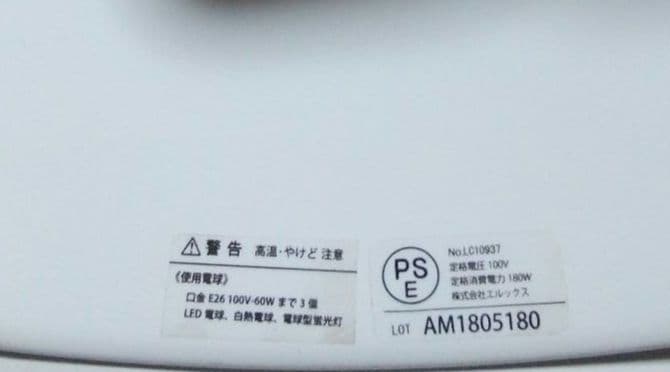 ⚠ 警告 高温・やけど 注意
《使用電球》
口金 E26 100V-60W まで 3 個
LED 電球、白熱電球、電球型蛍光灯
PS
E
No.LC10937
定格電圧 100V
定格消費電力 180W
株式会社エルックス
LOT AM1805180